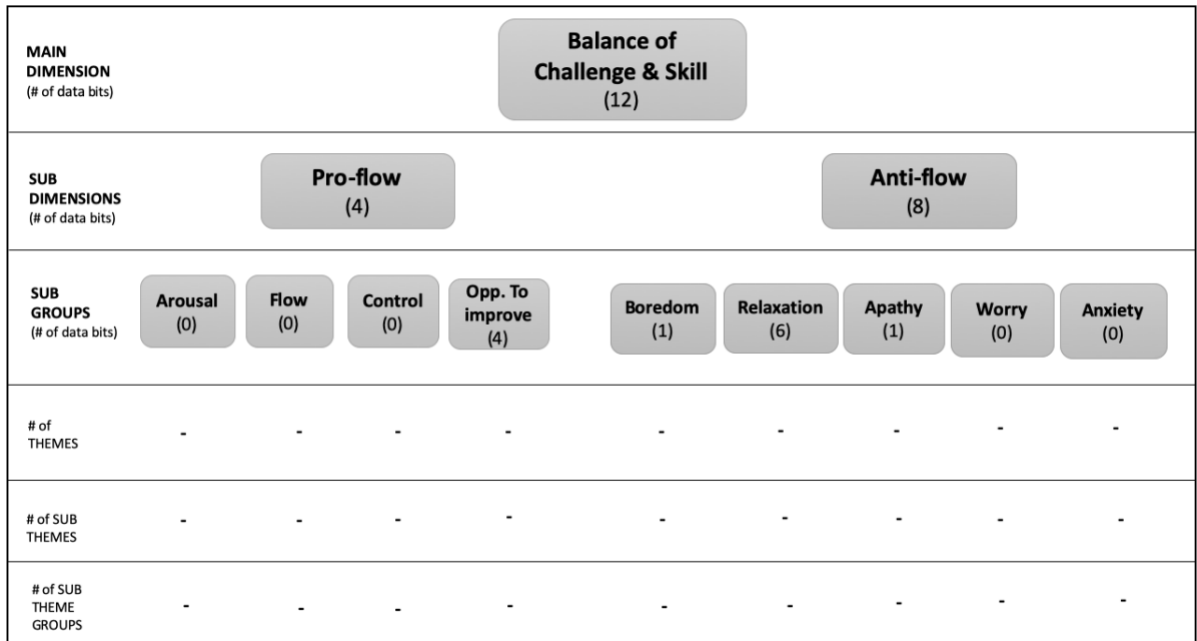 MAIN
DIMENSION
(# of data bits)
Balance of
Challenge & Skill
(12)
SUB
DIMENSIONS
(# of data bits)
Pro-flow
(4)
Anti-flow
(8)
SUB
GROUPS
(# of data bits)
Arousal
(0)
Flow
(0)
Control
(0)
Opp. To
improve
(4)
Boredom
(1)
Relaxation
(6)
Apathy
(1)
Worry
(0)
Anxiety
(0)
# of
THEMES
- - - - - - - - -
# of SUB
THEMES
- - - - - - - - -
# of SUB
THEME
GROUPS
- - - - - - - - -